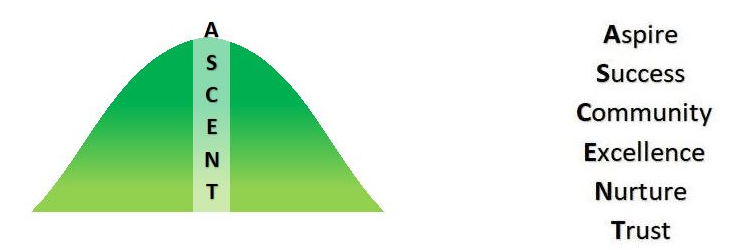 A
S
C
E
N
T
Aspire
Success
Community
Excellence
Nurture
Trust